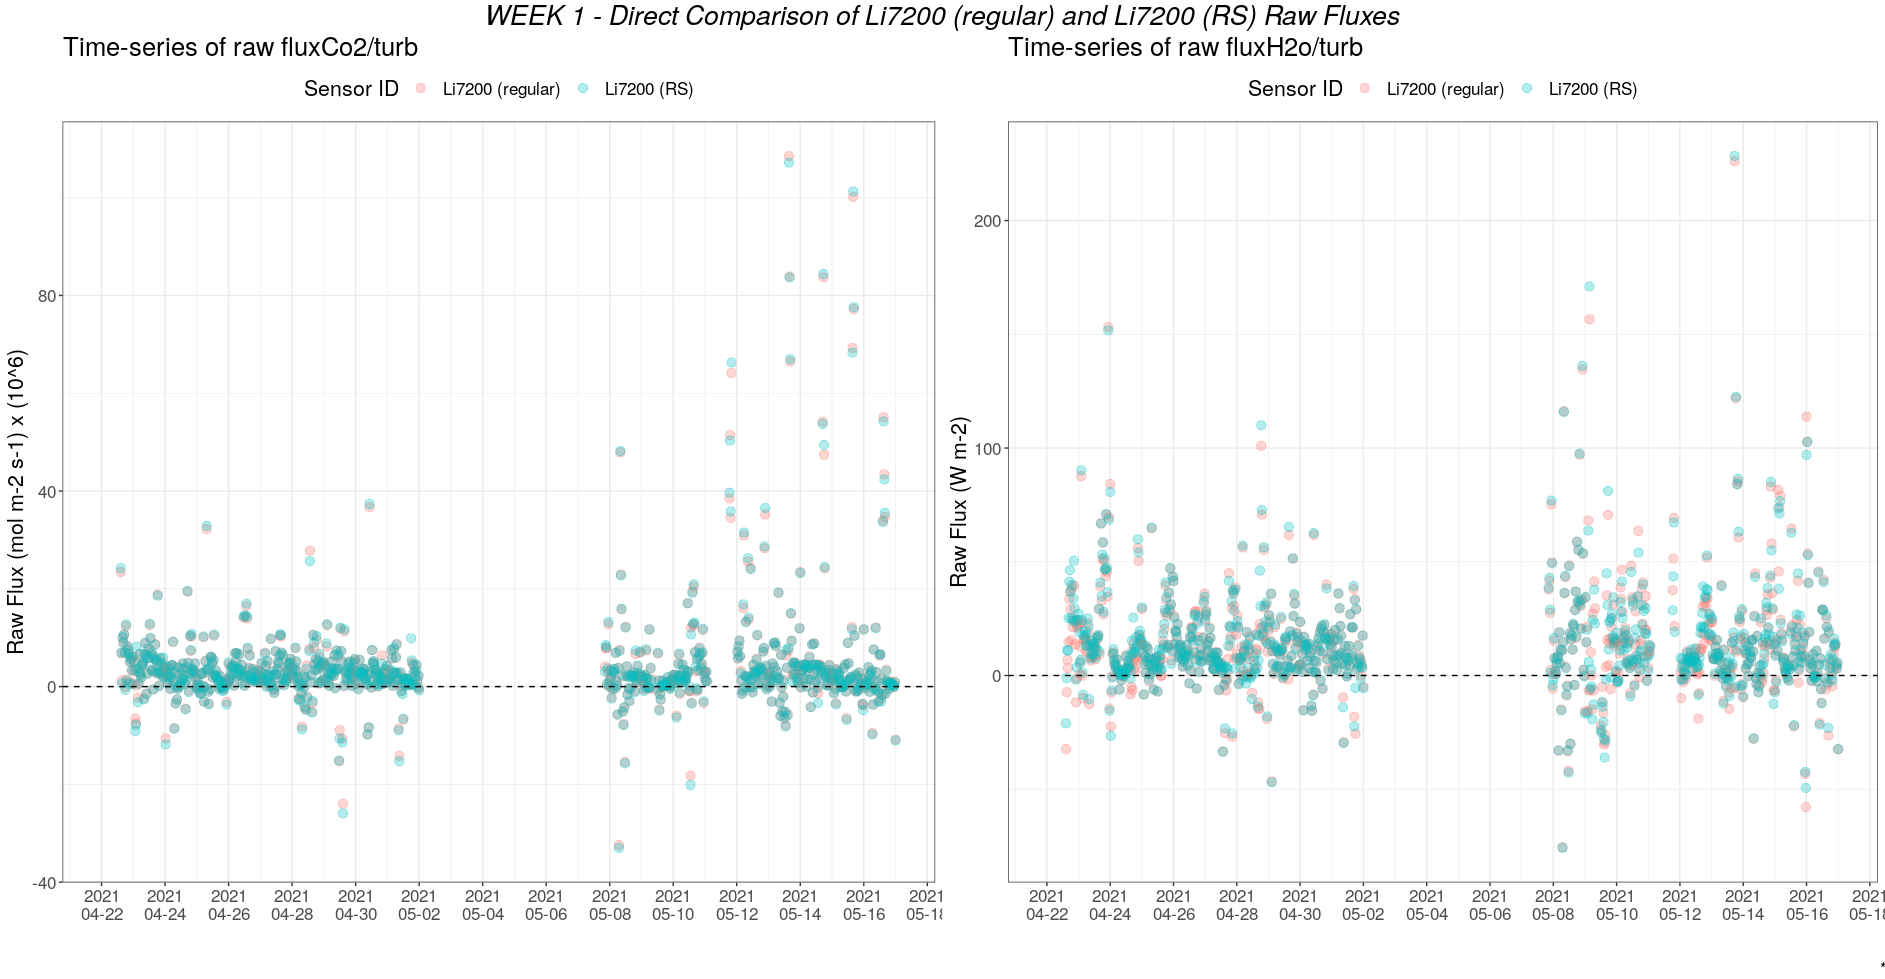 WEEK 1 - Direct Comparison of Li7200 (regular) and Li7200 (RS) Raw Fluxes
Time-series of raw fluxCo2/turb
Sensor ID Li7200 (regular) Li7200 (RS)
Raw Flux (mol m-2 s-1) x (10^6)
80
40
0
-40
2021 2021 2021 2021 2021 2021 2021 2021 2021 2021 2021 2021 2021 2021
04-22 04-24 04-26 04-28 04-30 05-02 05-04 05-06 05-08 05-10 05-12 05-14 05-16 05-18
Time-series of raw fluxH2o/turb
Sensor ID Li7200 (regular) Li7200 (RS)
Raw Flux (W m-2)
200
100
0
2021 2021 2021 2021 2021 2021 2021 2021 2021 2021 2021 2021 2021 2021
04-22 04-24 04-26 04-28 04-30 05-02 05-04 05-06 05-08 05-10 05-12 05-14 05-16 05-18
*